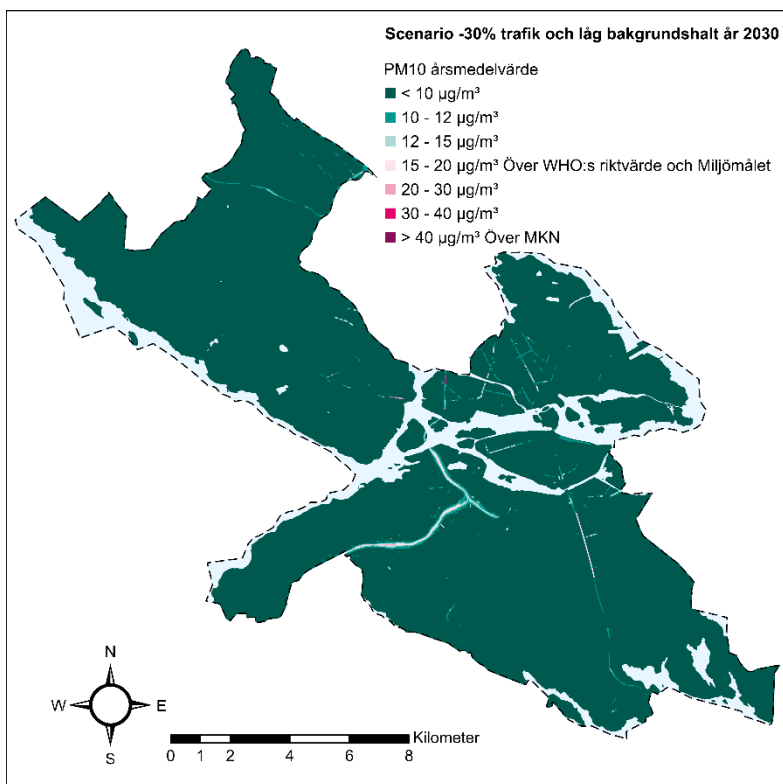 Scenario -30% trafik och låg bakgrundshalt år 2030
PM10 årsmedelvärde
< 10 µg/m³
10 - 12 µg/m³
12 - 15 µg/m³
15 - 20 µg/m³ Över WHO:s riktvärde och Miljömålet
20 - 30 µg/m³
30 - 40 µg/m³
> 40 µg/m³ Över MKN
N
W E
S
Kilometer
0 1 2 4 6 8